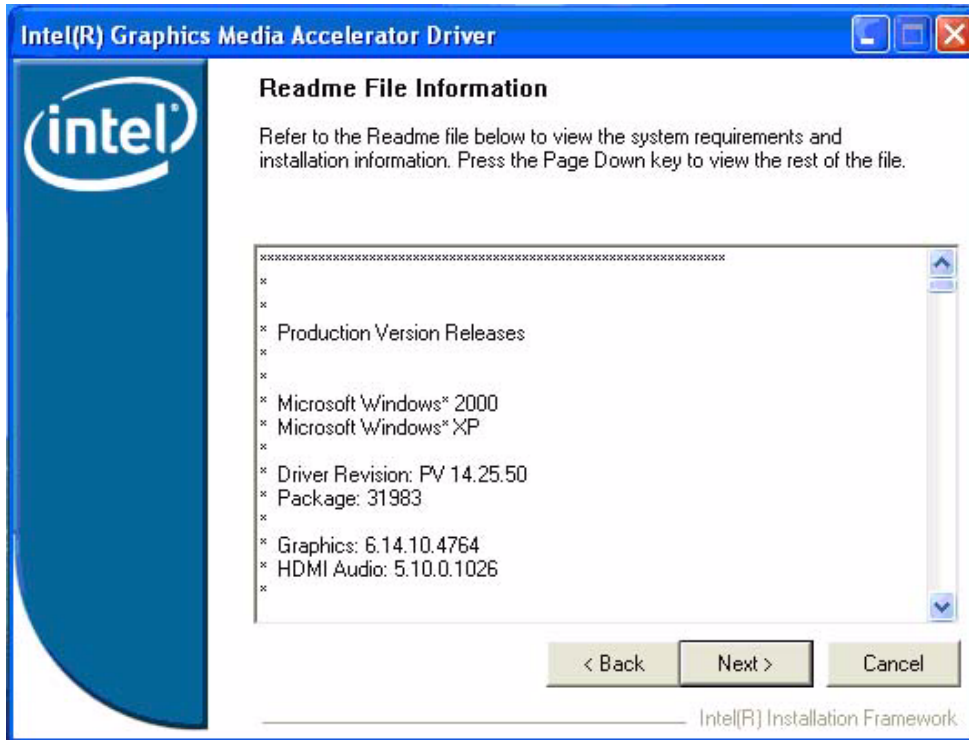 Intel(R) Graphics Media Accelerator Driver
intel
Readme File Information
Refer to the Readme file below to view the system requirements and
installation information. Press the Page Down key to view the rest of the file.
****************************************************************
*
*
* Production Version Releases
*
*
* Microsoft Windows* 2000
* Microsoft Windows* XP
*
* Driver Revision: PV 14.25.50
* Package: 31983
*
* Graphics: 6.14.10.4764
* HDMI Audio: 5.10.0.1026
*
< Back
Next >
Cancel
Intel(R) Installation Framework